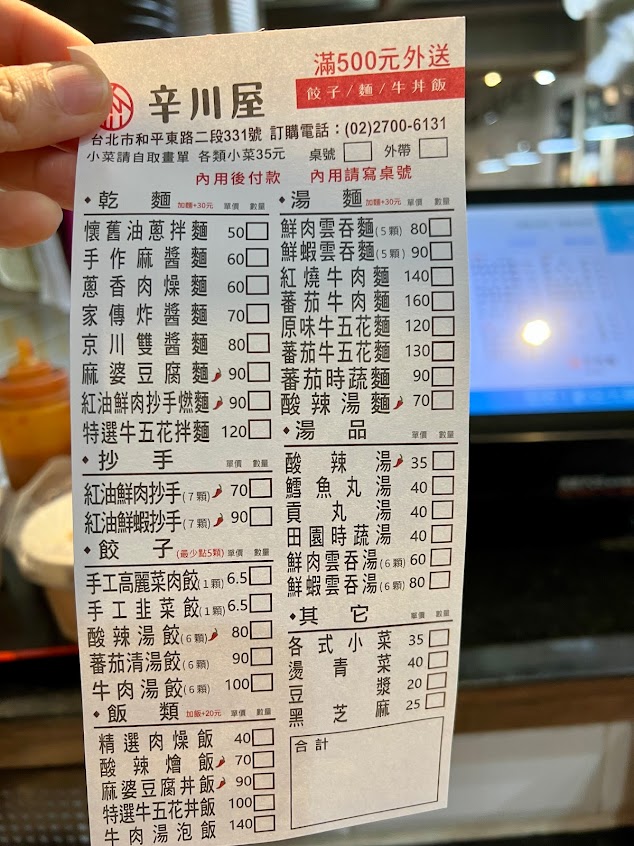 辛川屋
滿500元外送
餃子/麵/牛丼飯
台北市和平東路二段331號 訂購電話:(02)2700-6131
小菜請自取畫單 各類小菜35元 桌號 外帶
內用後付款 內用請寫桌號
乾麵 加麵+30元 單價 數量
懷舊油蔥拌麵 50
手作麻醬麵 60
蔥香肉燥麵 60
家傳炸醬麵 70
京川雙醬麵 80
麻婆豆腐麵 90
紅油鮮肉抄手燃麵 90
特選牛五花拌麵 120
抄手 單價 數量
紅油鮮肉抄手(7顆) 70
紅油鮮蝦抄手(7顆) 90
餃子 (最少點5顆) 單價 數量
手工高麗菜肉餃(1顆) 6.5
手工韭菜餃(1顆) 6.5
酸辣湯餃(6顆) 80
蕃茄清湯餃(6顆) 90
牛肉湯餃(6顆) 100
飯類 加飯+20元 單價 數量
精選肉燥飯 40
酸辣燴飯 70
麻婆豆腐丼飯 90
特選牛五花丼飯 100
牛肉湯泡飯 140
湯麵 加麵+30元 單價 數量
鮮肉雲吞麵(5顆) 80
鮮蝦雲吞麵(5顆) 90
紅燒牛肉麵 140
蕃茄牛肉麵 160
原味牛五花麵 120
蕃茄牛五花麵 130
蕃茄時蔬麵 90
酸辣湯麵 70
湯品 單價 數量
酸辣湯 35
鱈魚丸湯 40
貢丸湯 40
田園時蔬湯 40
鮮肉雲吞湯(6顆) 60
鮮蝦雲吞湯(6顆) 80
其它 單價 數量
各式小菜 35
燙青菜 40
豆漿 20
黑芝麻 25
合計